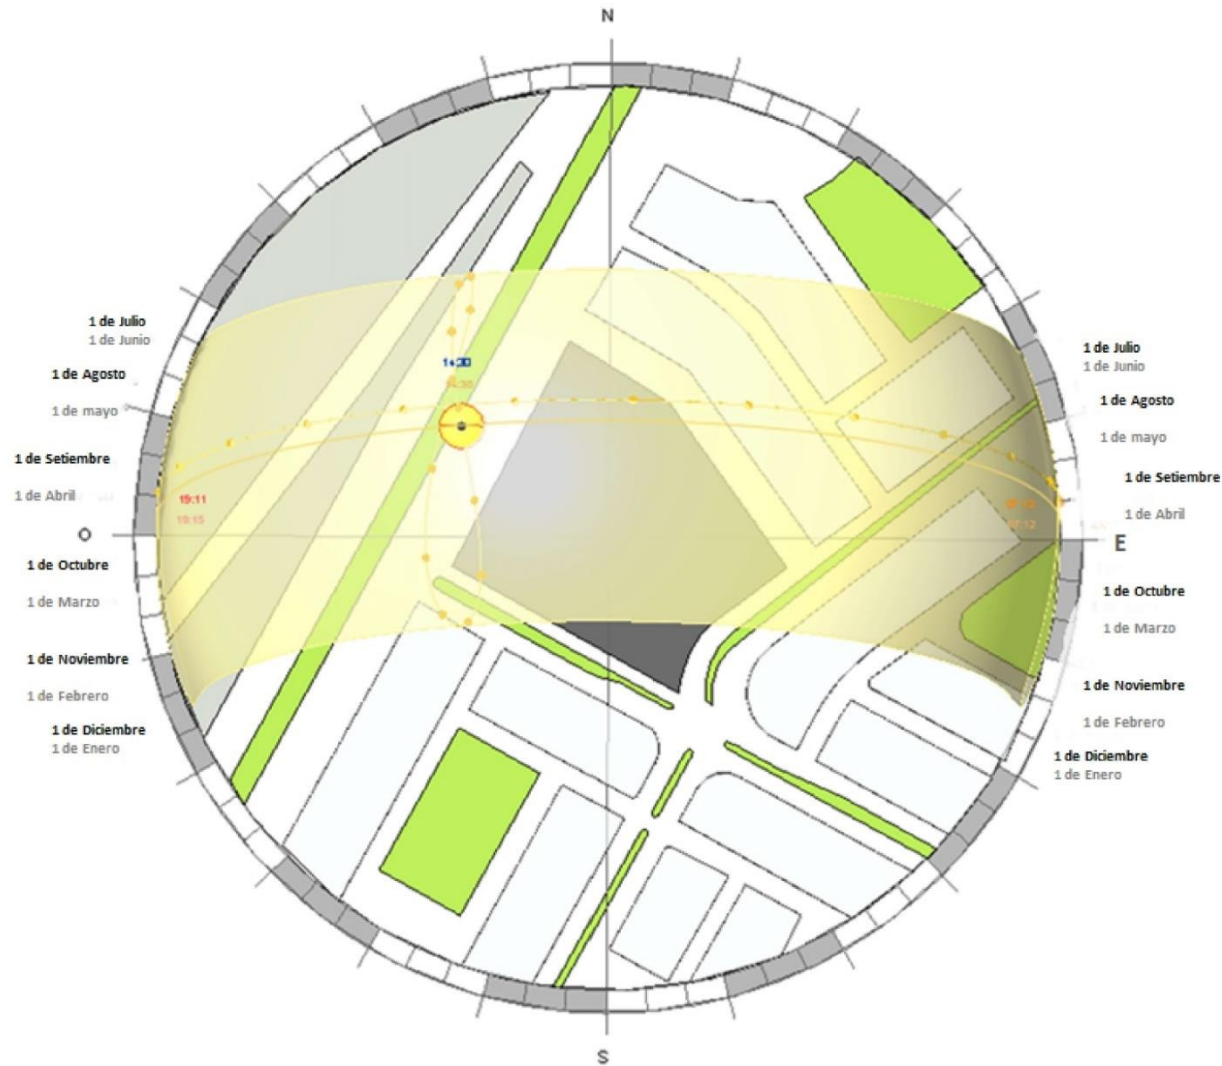 N
1 de Julio
1 de Junio
1 de Agosto
1 de mayo
1 de Setiembre
1 de Abril
O
1 de Octubre
1 de Marzo
1 de Noviembre
1 de Febrero
1 de Diciembre
1 de Enero
19:11
19:15
1 de Julio
1 de Junio
1 de Agosto
1 de mayo
1 de Setiembre
1 de Abril
E
1 de Octubre
1 de Marzo
1 de Noviembre
1 de Febrero
1 de Diciembre
1 de Enero
S